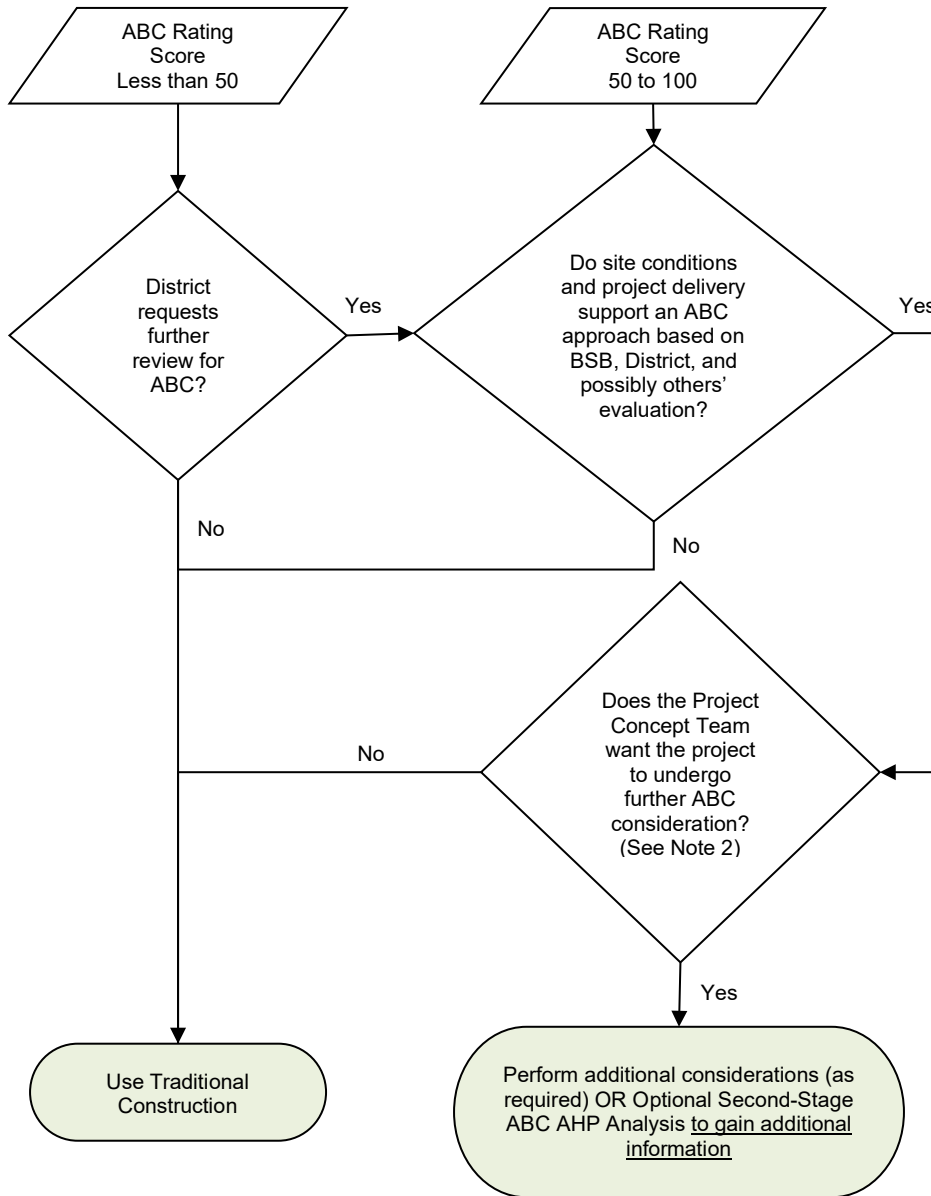 ABC Rating
Score
Less than 50
ABC Rating
Score
50 to 100
District
requests
further
review for
ABC?
Yes
Do site conditions
and project delivery
support an ABC
approach based on
BSB, District, and
possibly others'
evaluation?
Yes
No
No
Does the Project
Concept Team
want the project
to undergo
further ABC
consideration?
(See Note 2)
No
Yes
Use Traditional
Construction
Perform additional considerations (as
required) OR Optional Second-Stage
ABC AHP Analysis to gain additional
information